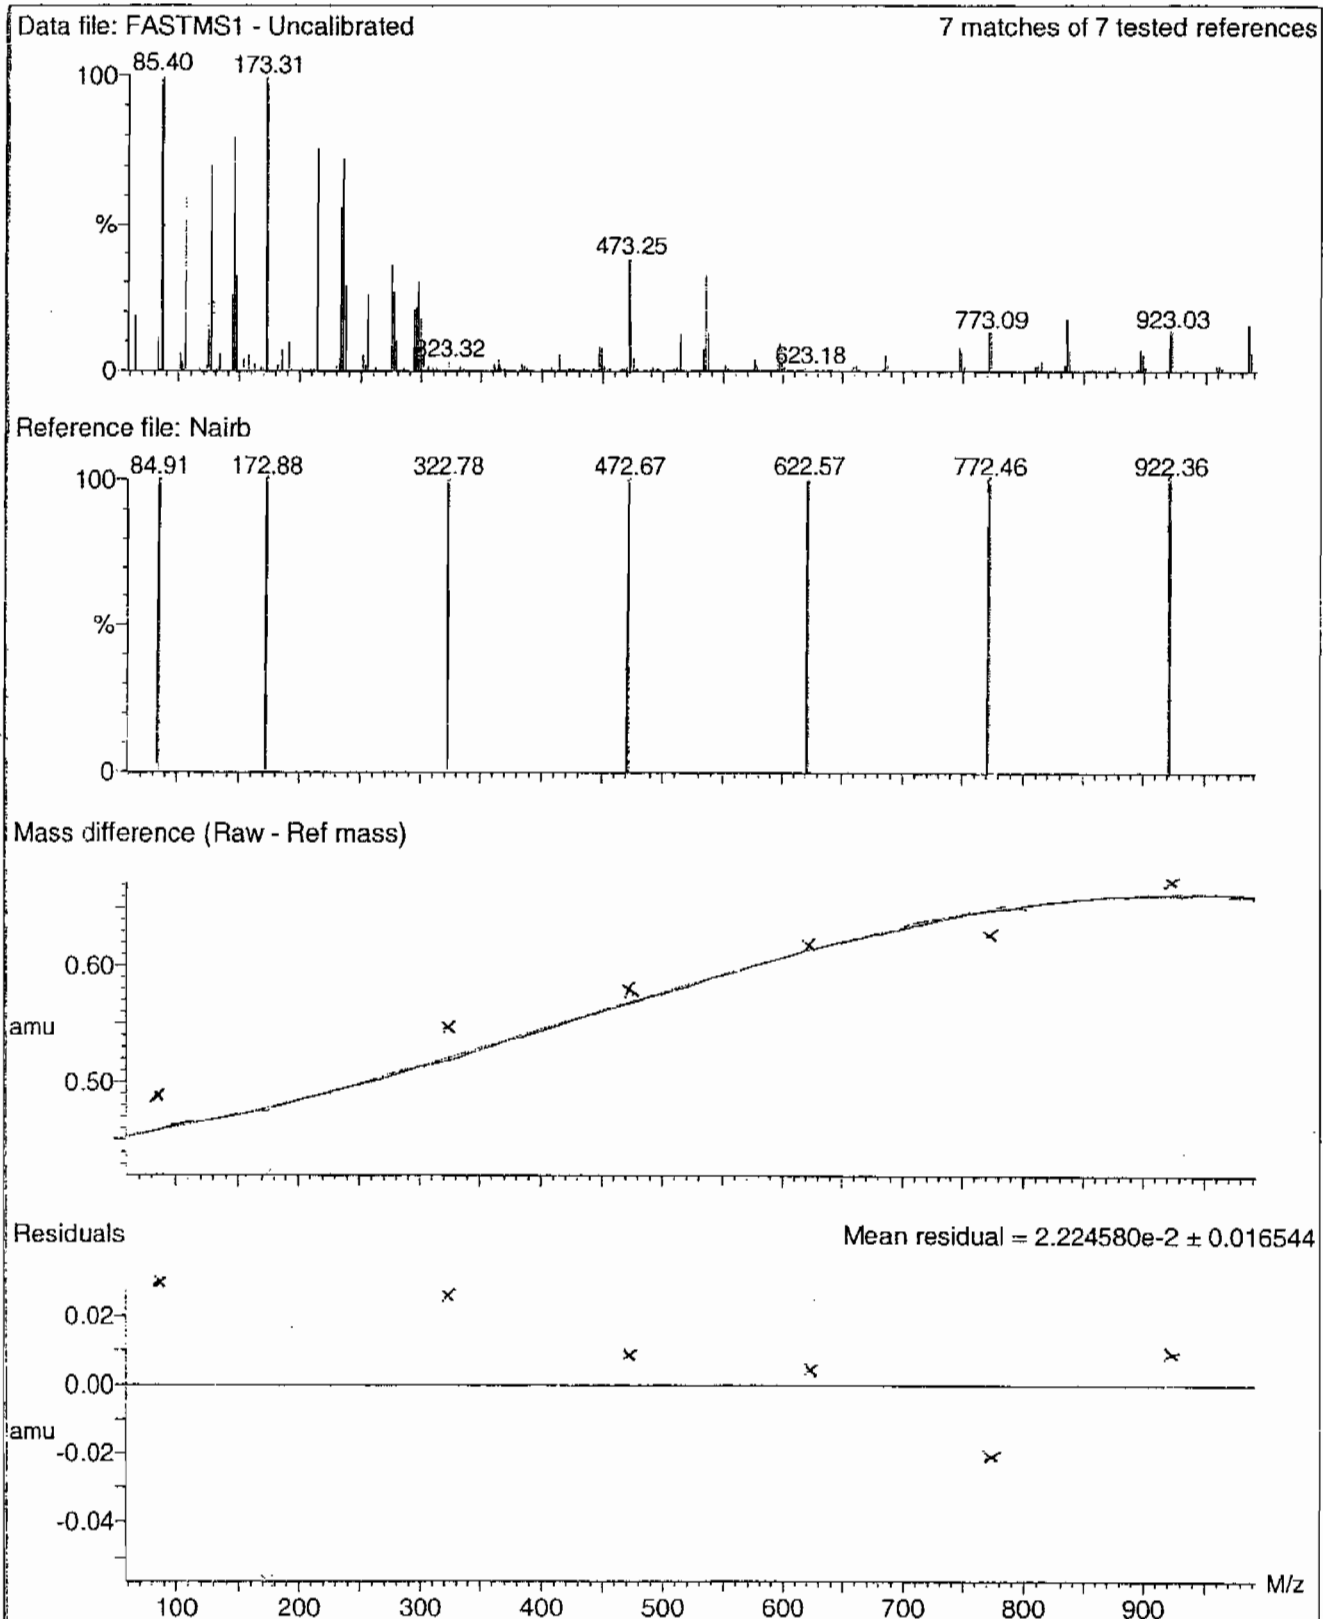 Data file: FASTMS1 - Uncalibrated 7 matches of 7 tested references
85.40 173.31
100
%
473.25
773.09 923.03
323.32 623.18
0
Reference file: Nairb
84.91 172.88 322.78 472.67 622.57 772.46 922.36
100
%
0
Mass difference (Raw - Ref mass)
0.60
amu
0.50
Residuals Mean residual = 2.224580e-2 ± 0.016544
0.02
0.00
amu
-0.02
-0.04
M/z
100 200 300 400 500 600 700 800 900